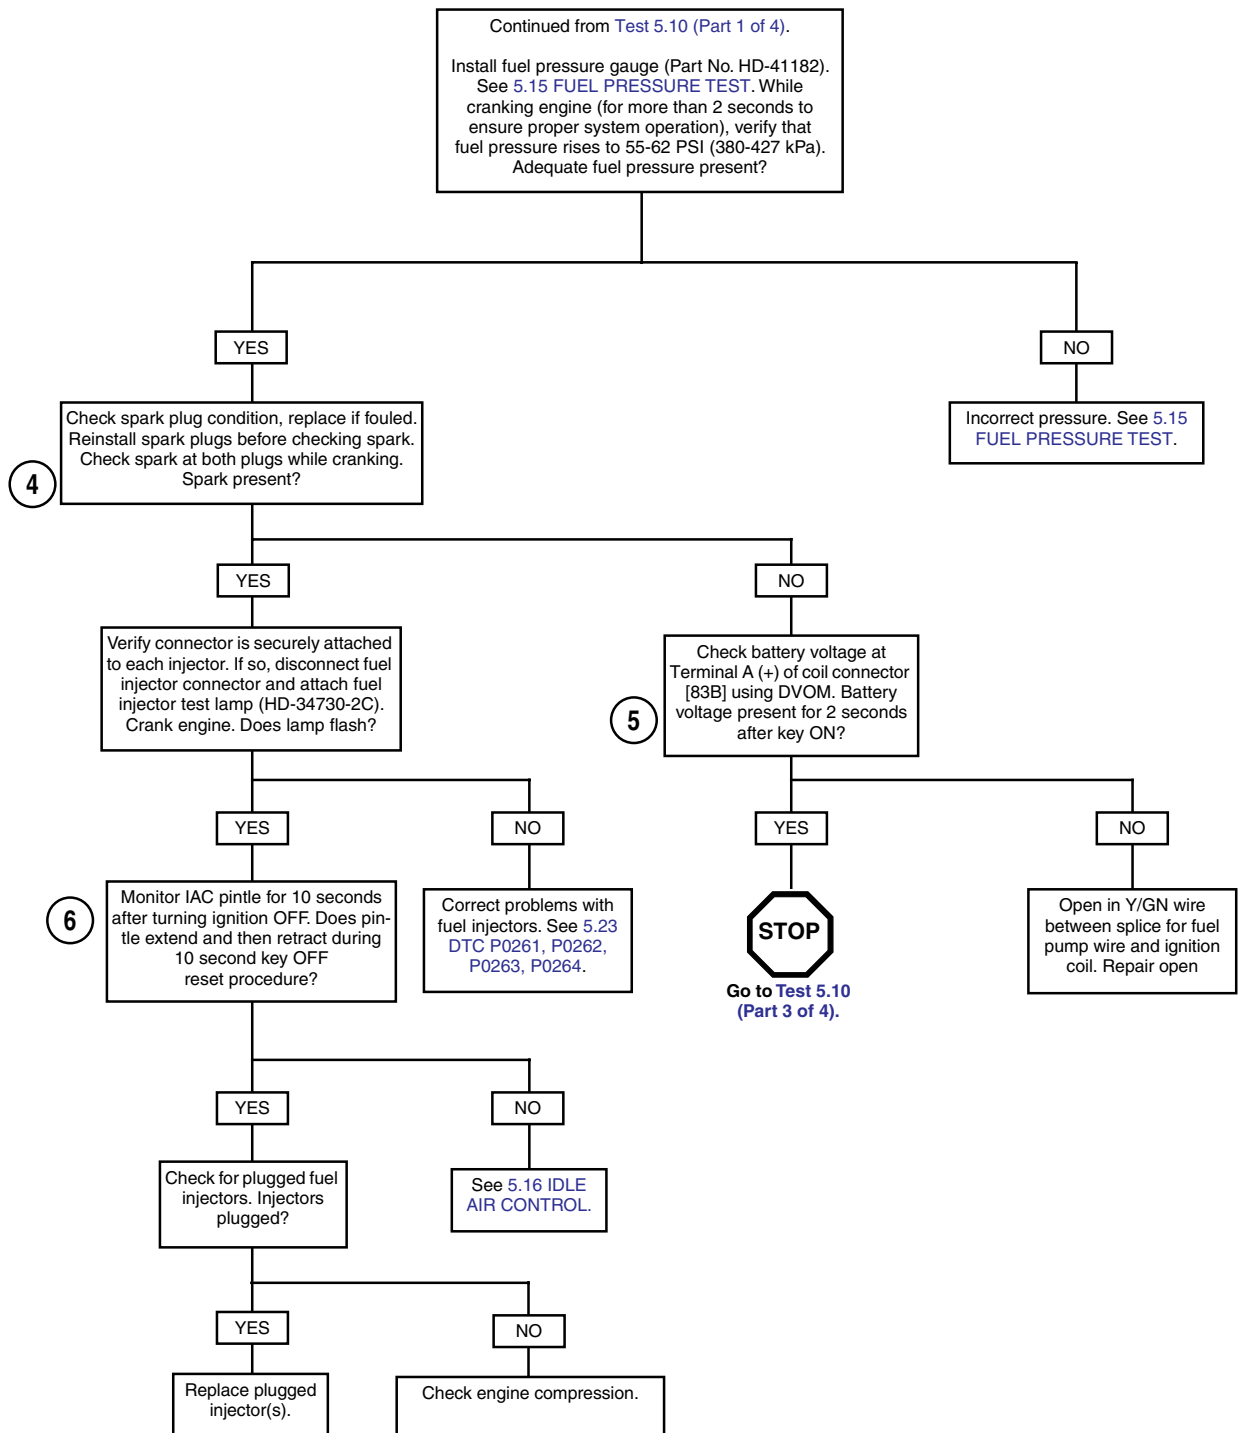 Continued from Test 5.10 (Part 1 of 4).
Install fuel pressure gauge (Part No. HD-41182).
See 5.15 FUEL PRESSURE TEST. While
cranking engine (for more than 2 seconds to
ensure proper system operation), verify that
fuel pressure rises to 55-62 PSI (380-427 kPa).
Adequate fuel pressure present?
YES
NO
Check spark plug condition, replace if fouled.
Reinstall spark plugs before checking spark.
Check spark at both plugs while cranking.
Spark present?
4
Incorrect pressure. See 5.15
FUEL PRESSURE TEST.
YES
NO
Verify connector is securely attached
to each injector. If so, disconnect fuel
injector connector and attach fuel
injector test lamp (HD-34730-2C).
Crank engine. Does lamp flash?
5
Check battery voltage at
Terminal A (+) of coil connector
[83B] using DVOM. Battery
voltage present for 2 seconds
after key ON?
YES
NO
YES
NO
6
Monitor IAC pintle for 10 seconds
after turning ignition OFF. Does pin-
tle extend and then retract during
10 second key OFF
reset procedure?
Correct problems with
fuel injectors. See 5.23
DTC P0261, P0262,
P0263, P0264.
STOP
Go to Test 5.10
(Part 3 of 4).
Open in Y/GN wire
between splice for fuel
pump wire and ignition
coil. Repair open
YES
NO
Check for plugged fuel
injectors. Injectors
plugged?
See 5.16 IDLE
AIR CONTROL.
YES
NO
Replace plugged
injector(s).
Check engine compression.